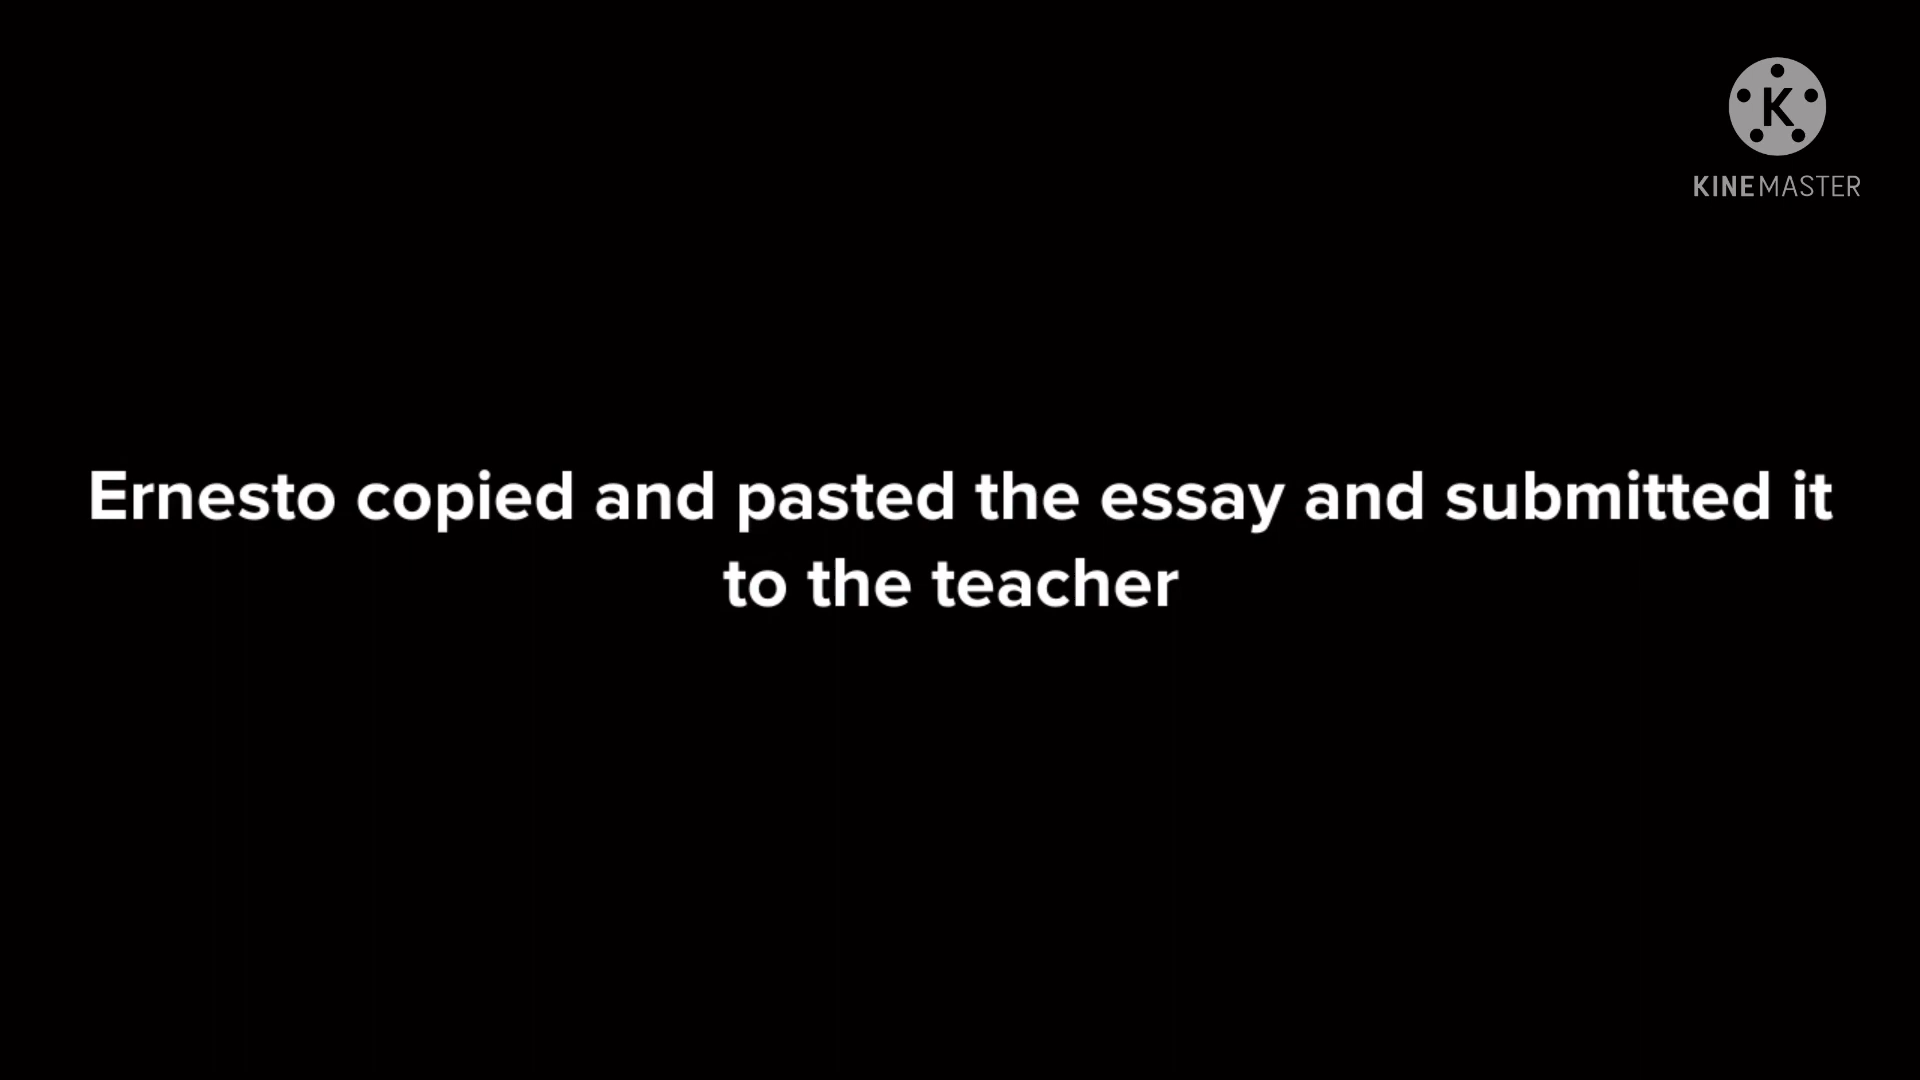 K
KINEMASTER
Ernesto copied and pasted the essay and submitted it
to the teacher